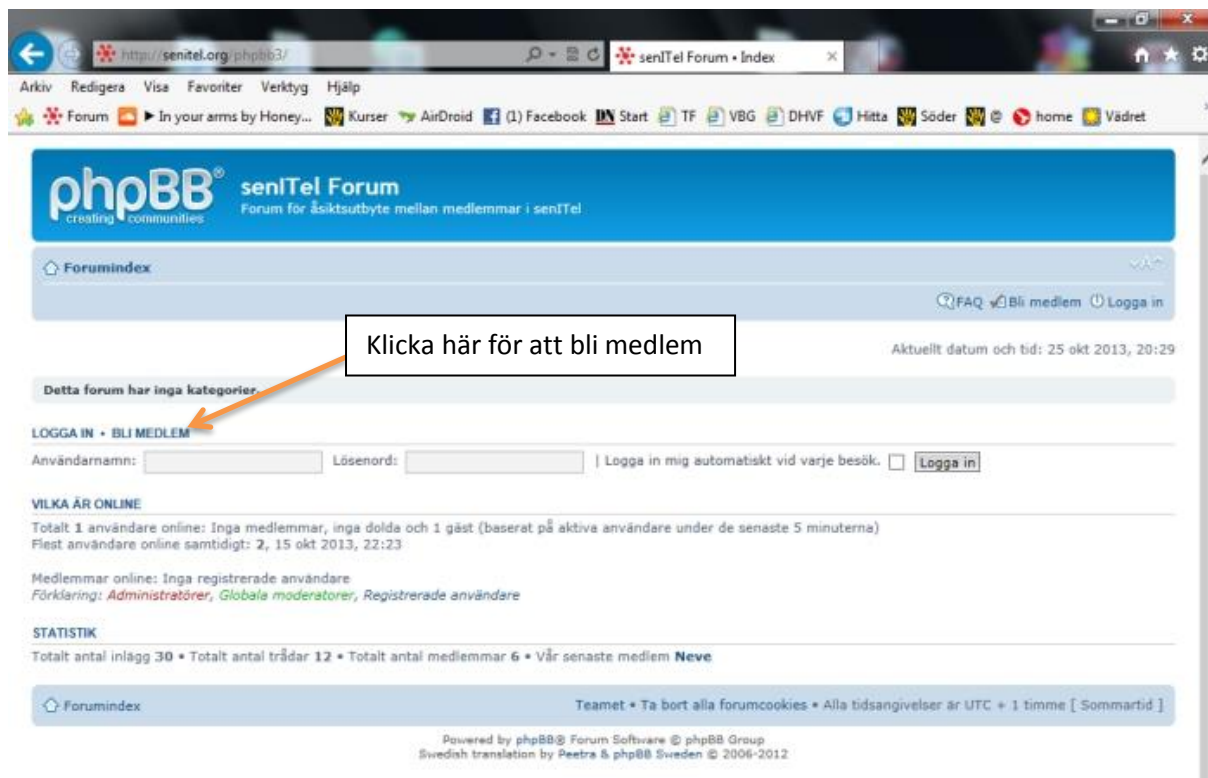 http://senitel.org/phpbb3/
senITel Forum • Index
Arkiv Redigera Visa Favoriter Verktyg Hjälp
Forum ► In your arms by Honey... Kurser AirDroid (1) Facebook DN Start TF VBG DHVF Hitta Söder @ home Vädret
phpBB®
creating communities
senITel Forum
Forum för åsiktsutbyte mellan medlemmar i senITel
Forumindex
FAQ Bli medlem Logga in
Klicka här för att bli medlem
Aktuellt datum och tid: 25 okt 2013, 20:29
Detta forum har inga kategorier.
LOGGA IN • BLI MEDLEM
Användarnamn: Lösenord: | Logga in mig automatiskt vid varje besök. Logga in
VILKA ÄR ONLINE
Totalt 1 användare online: Inga medlemmar, inga dolda och 1 gäst (baserat på aktiva användare under de senaste 5 minuterna)
Flest användare online samtidigt: 2, 15 okt 2013, 22:23
Medlemmar online: Inga registrerade användare
Förklaring: Administratörer, Globala moderatorer, Registrerade användare
STATISTIK
Totalt antal inlägg 30 • Totalt antal trådar 12 • Totalt antal medlemmar 6 • Vår senaste medlem Neve
Forumindex Teamet • Ta bort alla forumcookies • Alla tidsangivelser är UTC + 1 timme [ Sommartid ]
Powered by phpBB® Forum Software © phpBB Group
Swedish translation by Peetra & phpBB Sweden © 2006-2012